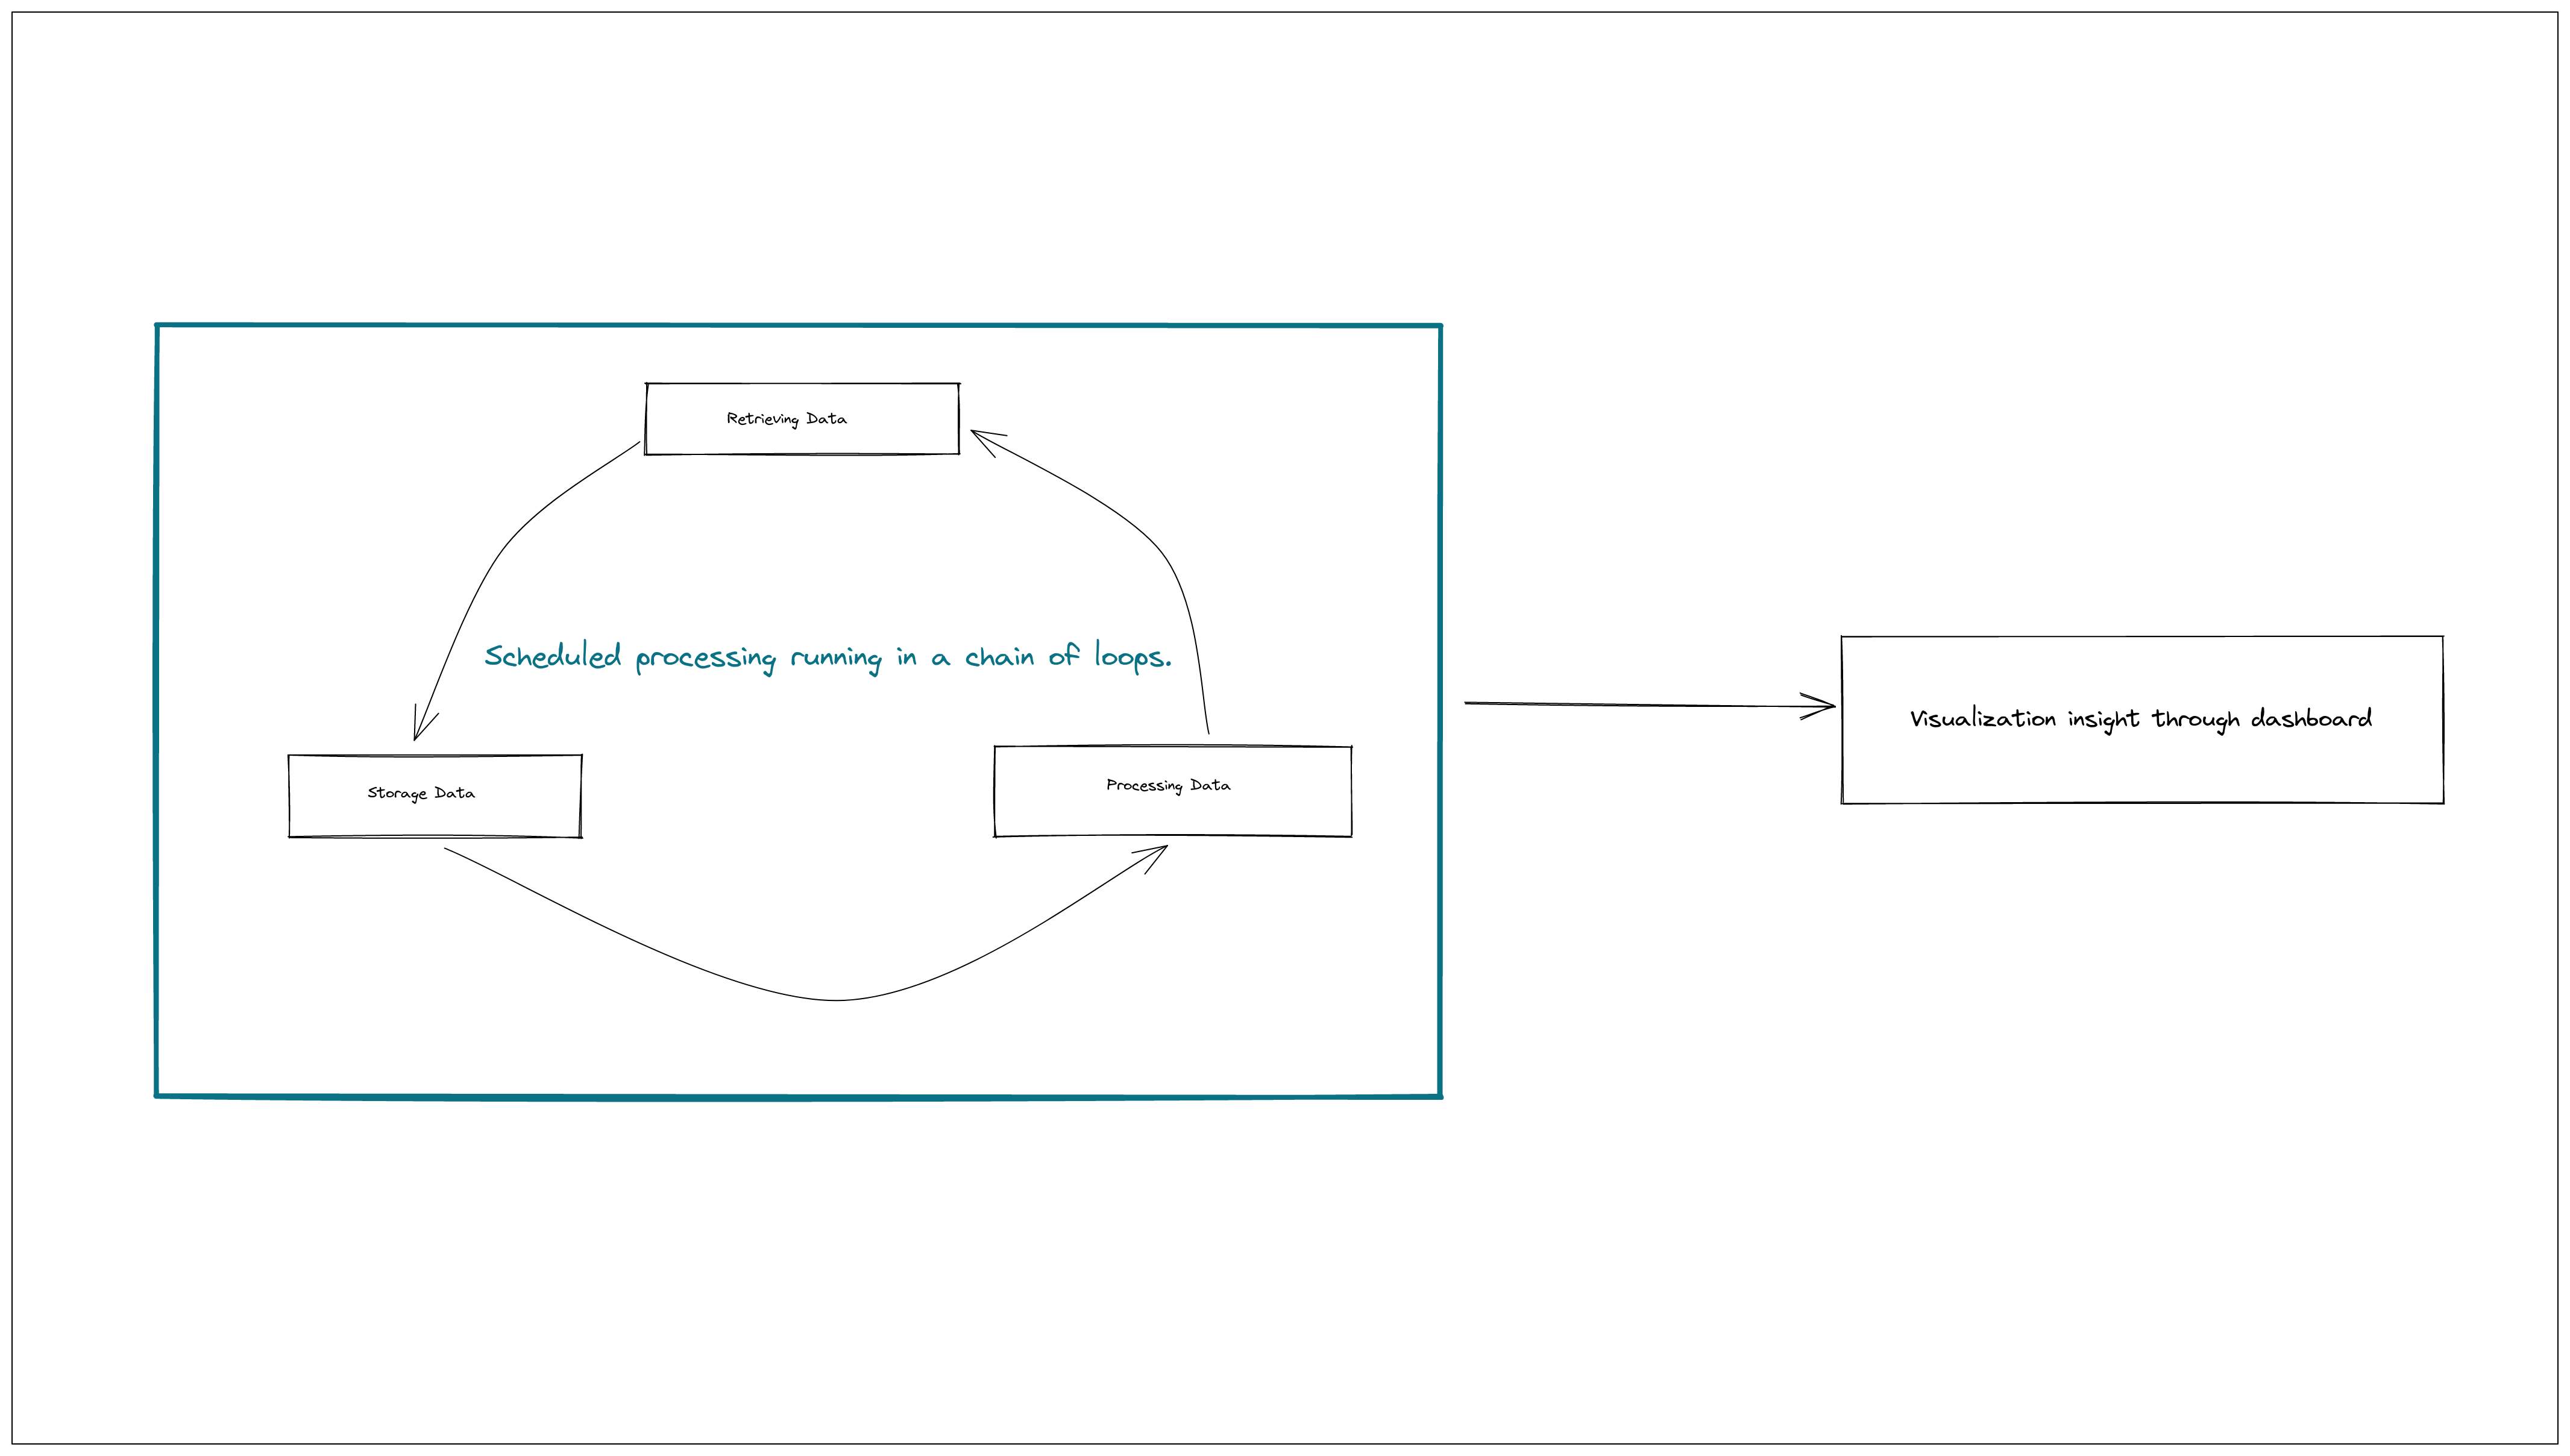 Retrieving Data
Scheduled processing running in a chain of loops.
Storage Data
Processing Data
Visualization insight through dashboard